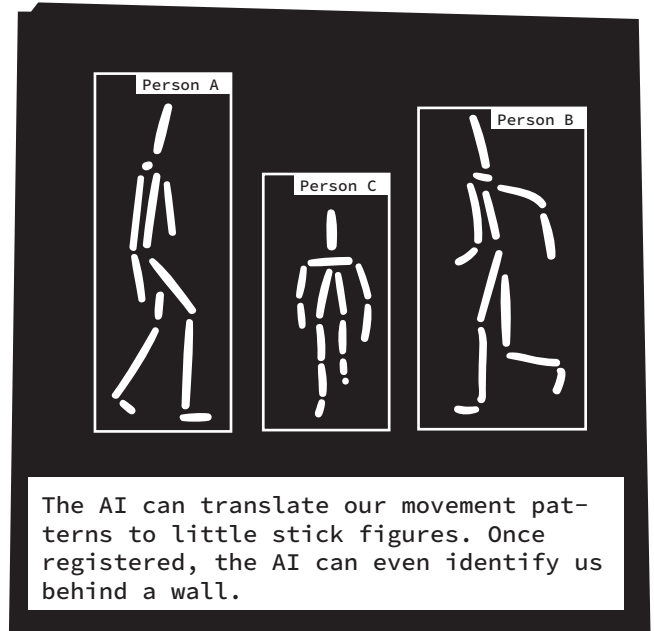 Person A
Person B
Person C
The AI can translate our movement pat-
terns to little stick figures. Once
registered, the AI can even identify us
behind a wall.